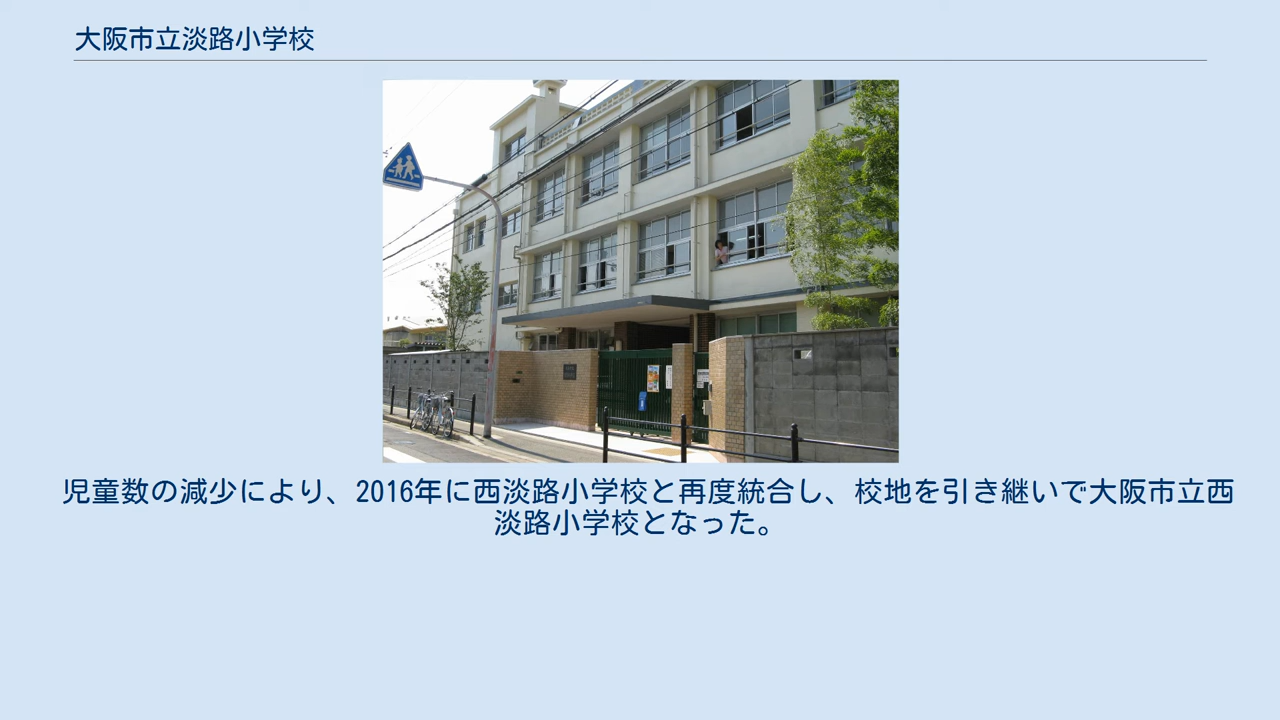 大阪市立淡路小学校
児童数の減少により、2016年に西淡路小学校と再度統合し、校地を引き継いで大阪市立西
淡路小学校となった。